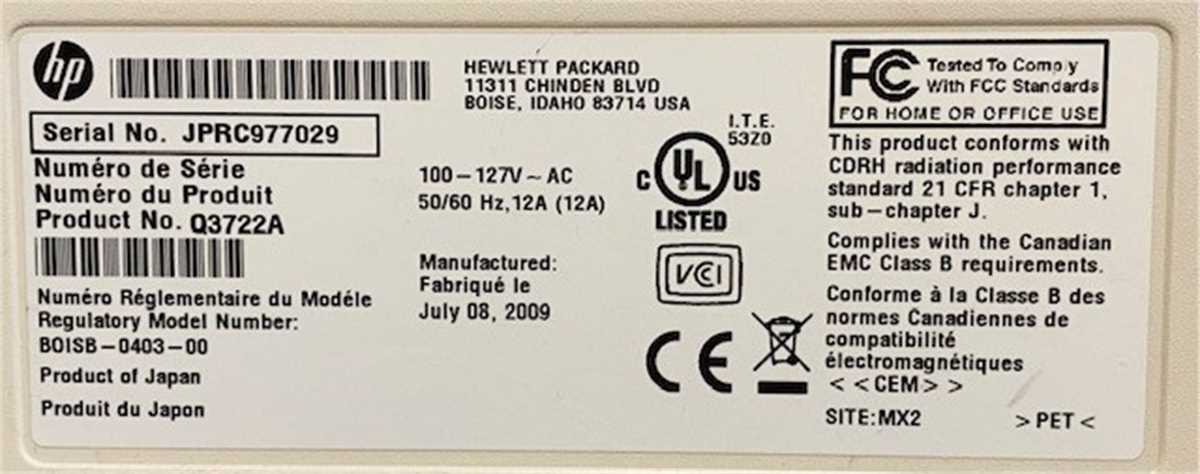 hp
HEWLETT PACKARD
11311 CHINDEN BLVD
BOISE, IDAHO 83714 USA
Serial No. JPRC977029
Numéro de Série
Numéro du Produit
Product No. Q3722A
Numéro Réglementaire du Modéle
Regulatory Model Number:
BOISB-0403-00
Product of Japan
Produit du Japon
100-127V~AC
50/60 Hz,12A (12A)
Manufactured:
Fabriqué le
July 08, 2009
I.T.E.
53Z0
C UL US
LISTED
VCI
CE
FC Tested To Comply
With FCC Standards
FOR HOME OR OFFICE USE
This product conforms with
CDRH radiation performance
standard 21 CFR chapter 1,
sub-chapter J.
Complies with the Canadian
EMC Class B requirements.
Conforme à la Classe B des
normes Canadiennes de
compatibilité
électromagnétiques
<<CEM>>
SITE:MX2
>PET<